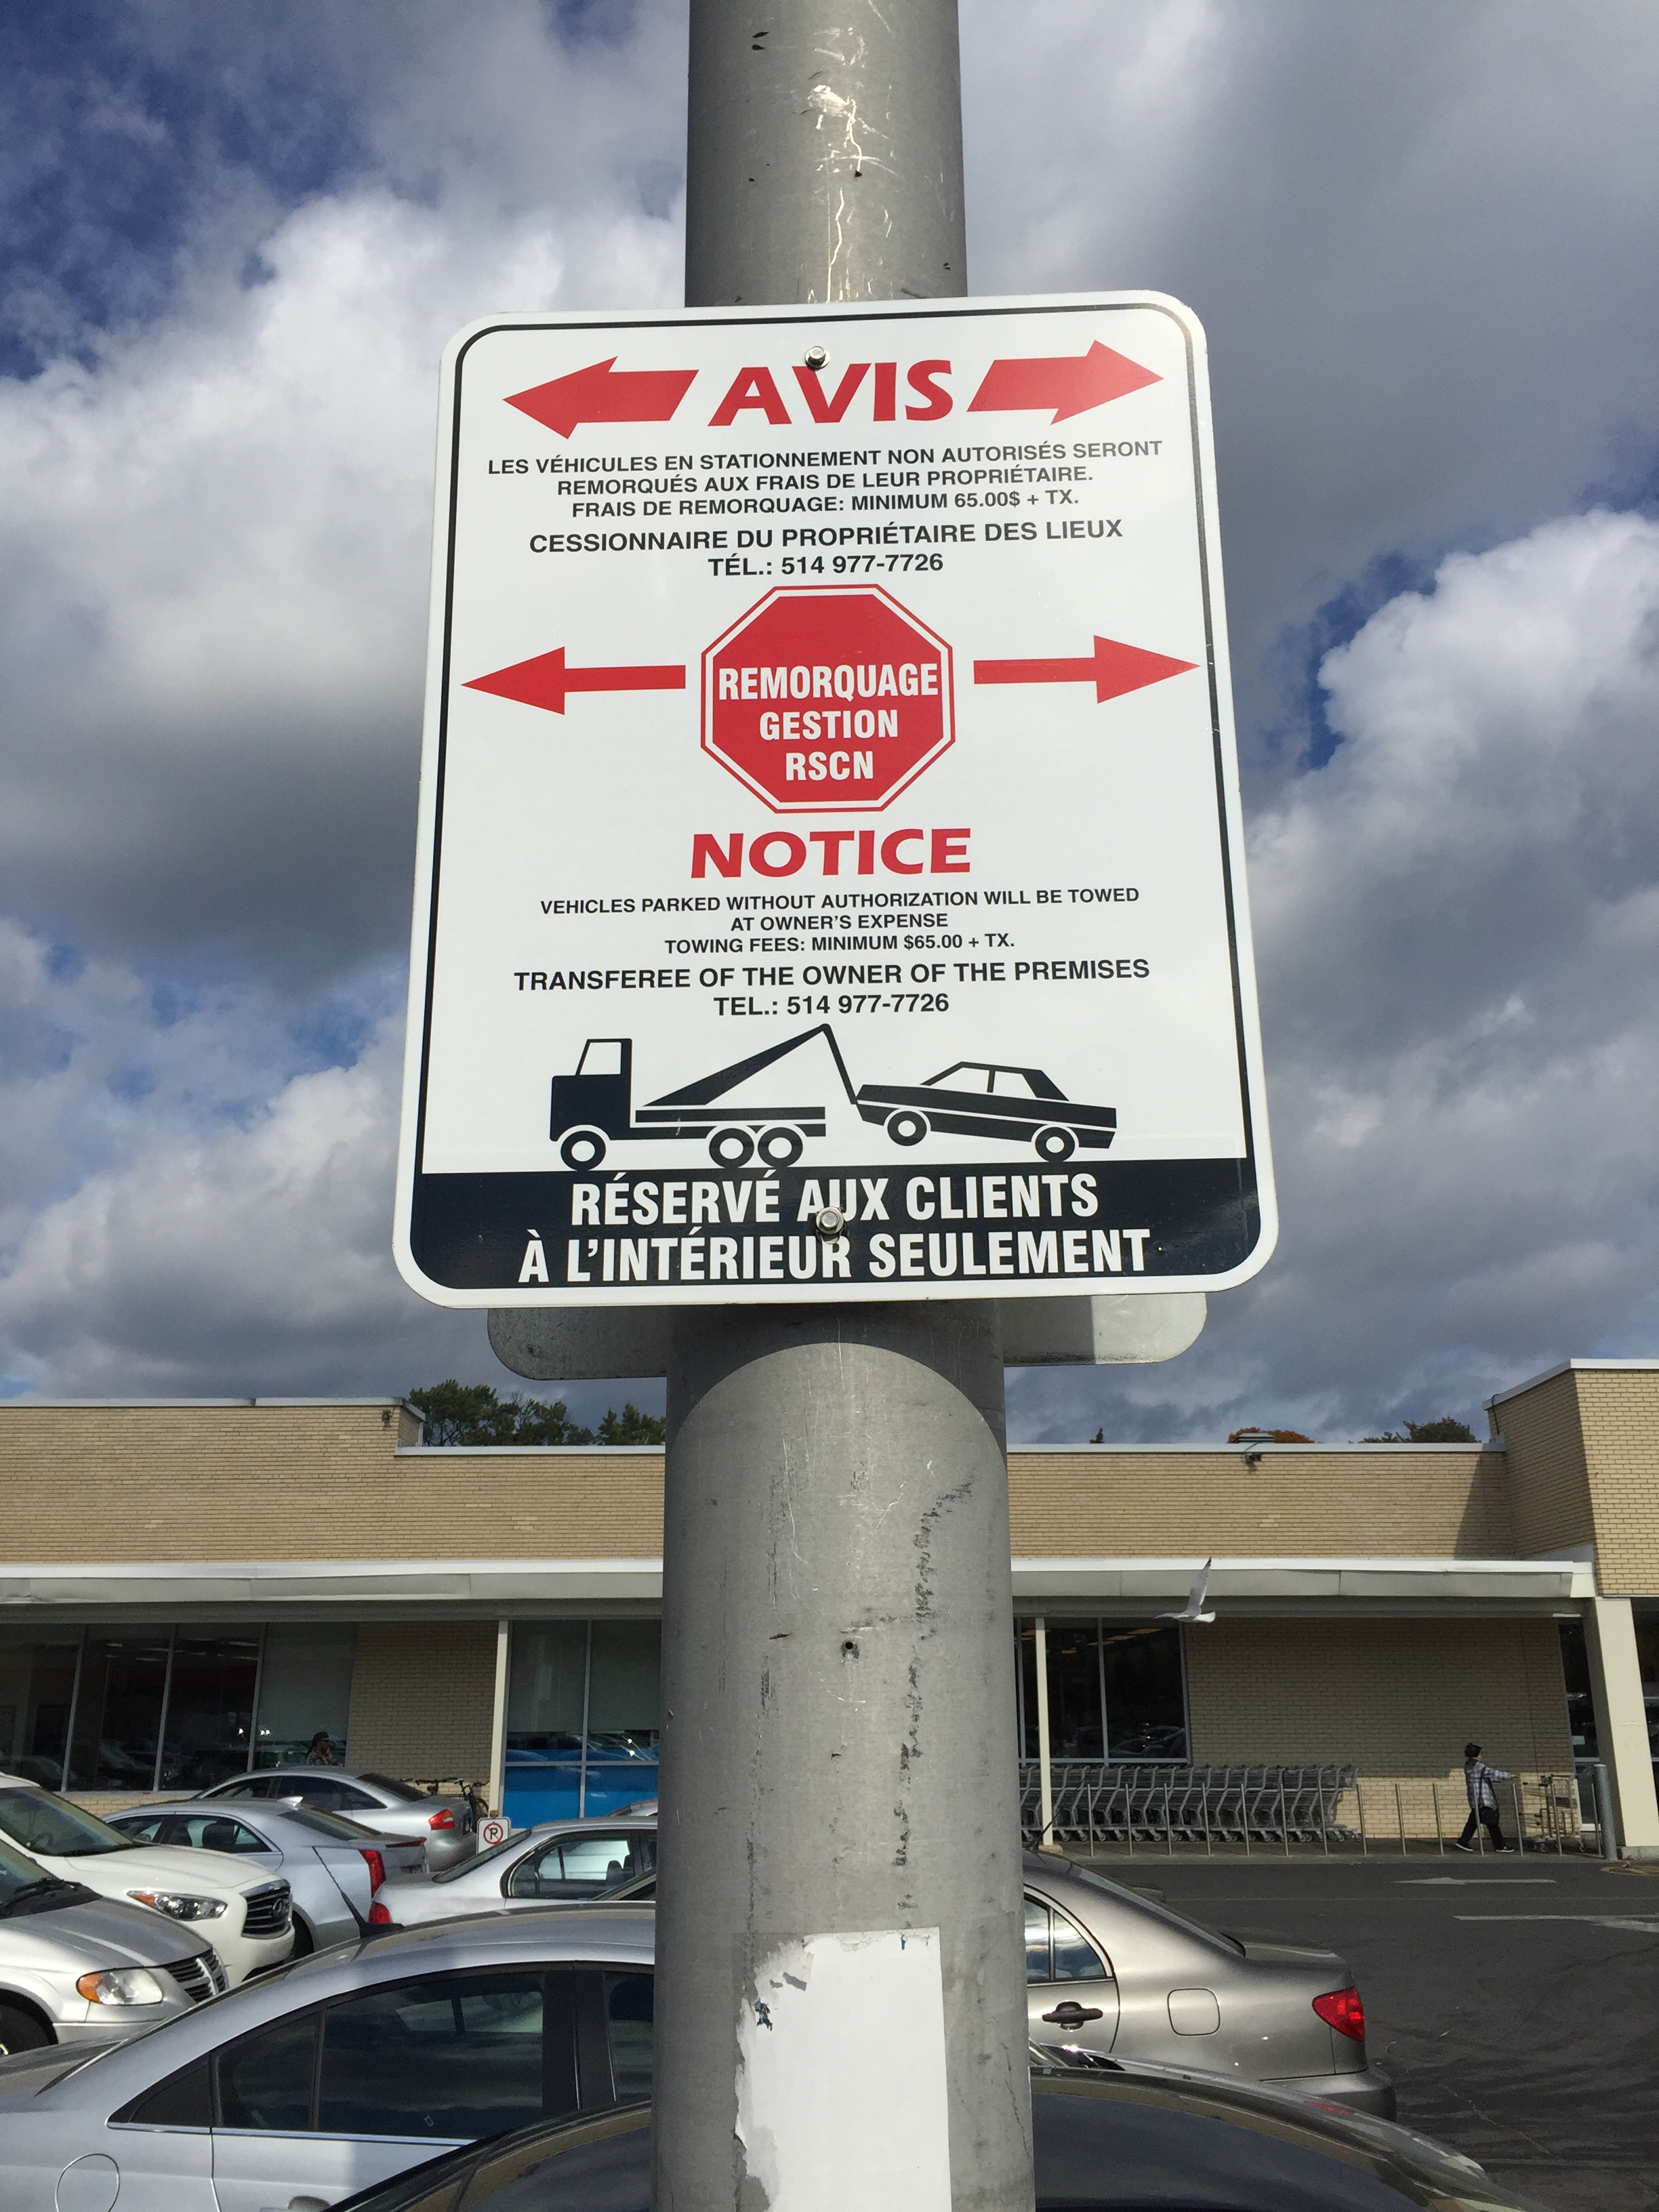 AVIS
LES VÉHICULES EN STATIONNEMENT NON AUTORISÉS SERONT
REMORQUÉS AUX FRAIS DE LEUR PROPRIÉTAIRE.
FRAIS DE REMORQUAGE: MINIMUM 65.00$ + TX.
CESSIONNAIRE DU PROPRIÉTAIRE DES LIEUX
TÉL.: 514 977-7726
REMORQUAGE
GESTION
RSCN
NOTICE
VEHICLES PARKED WITHOUT AUTHORIZATION WILL BE TOWED
AT OWNER'S EXPENSE
TOWING FEES: MINIMUM $65.00 + TX.
TRANSFEREE OF THE OWNER OF THE PREMISES
TEL.: 514 977-7726
RÉSERVÉ AUX CLIENTS
À L'INTÉRIEUR SEULEMENT
P